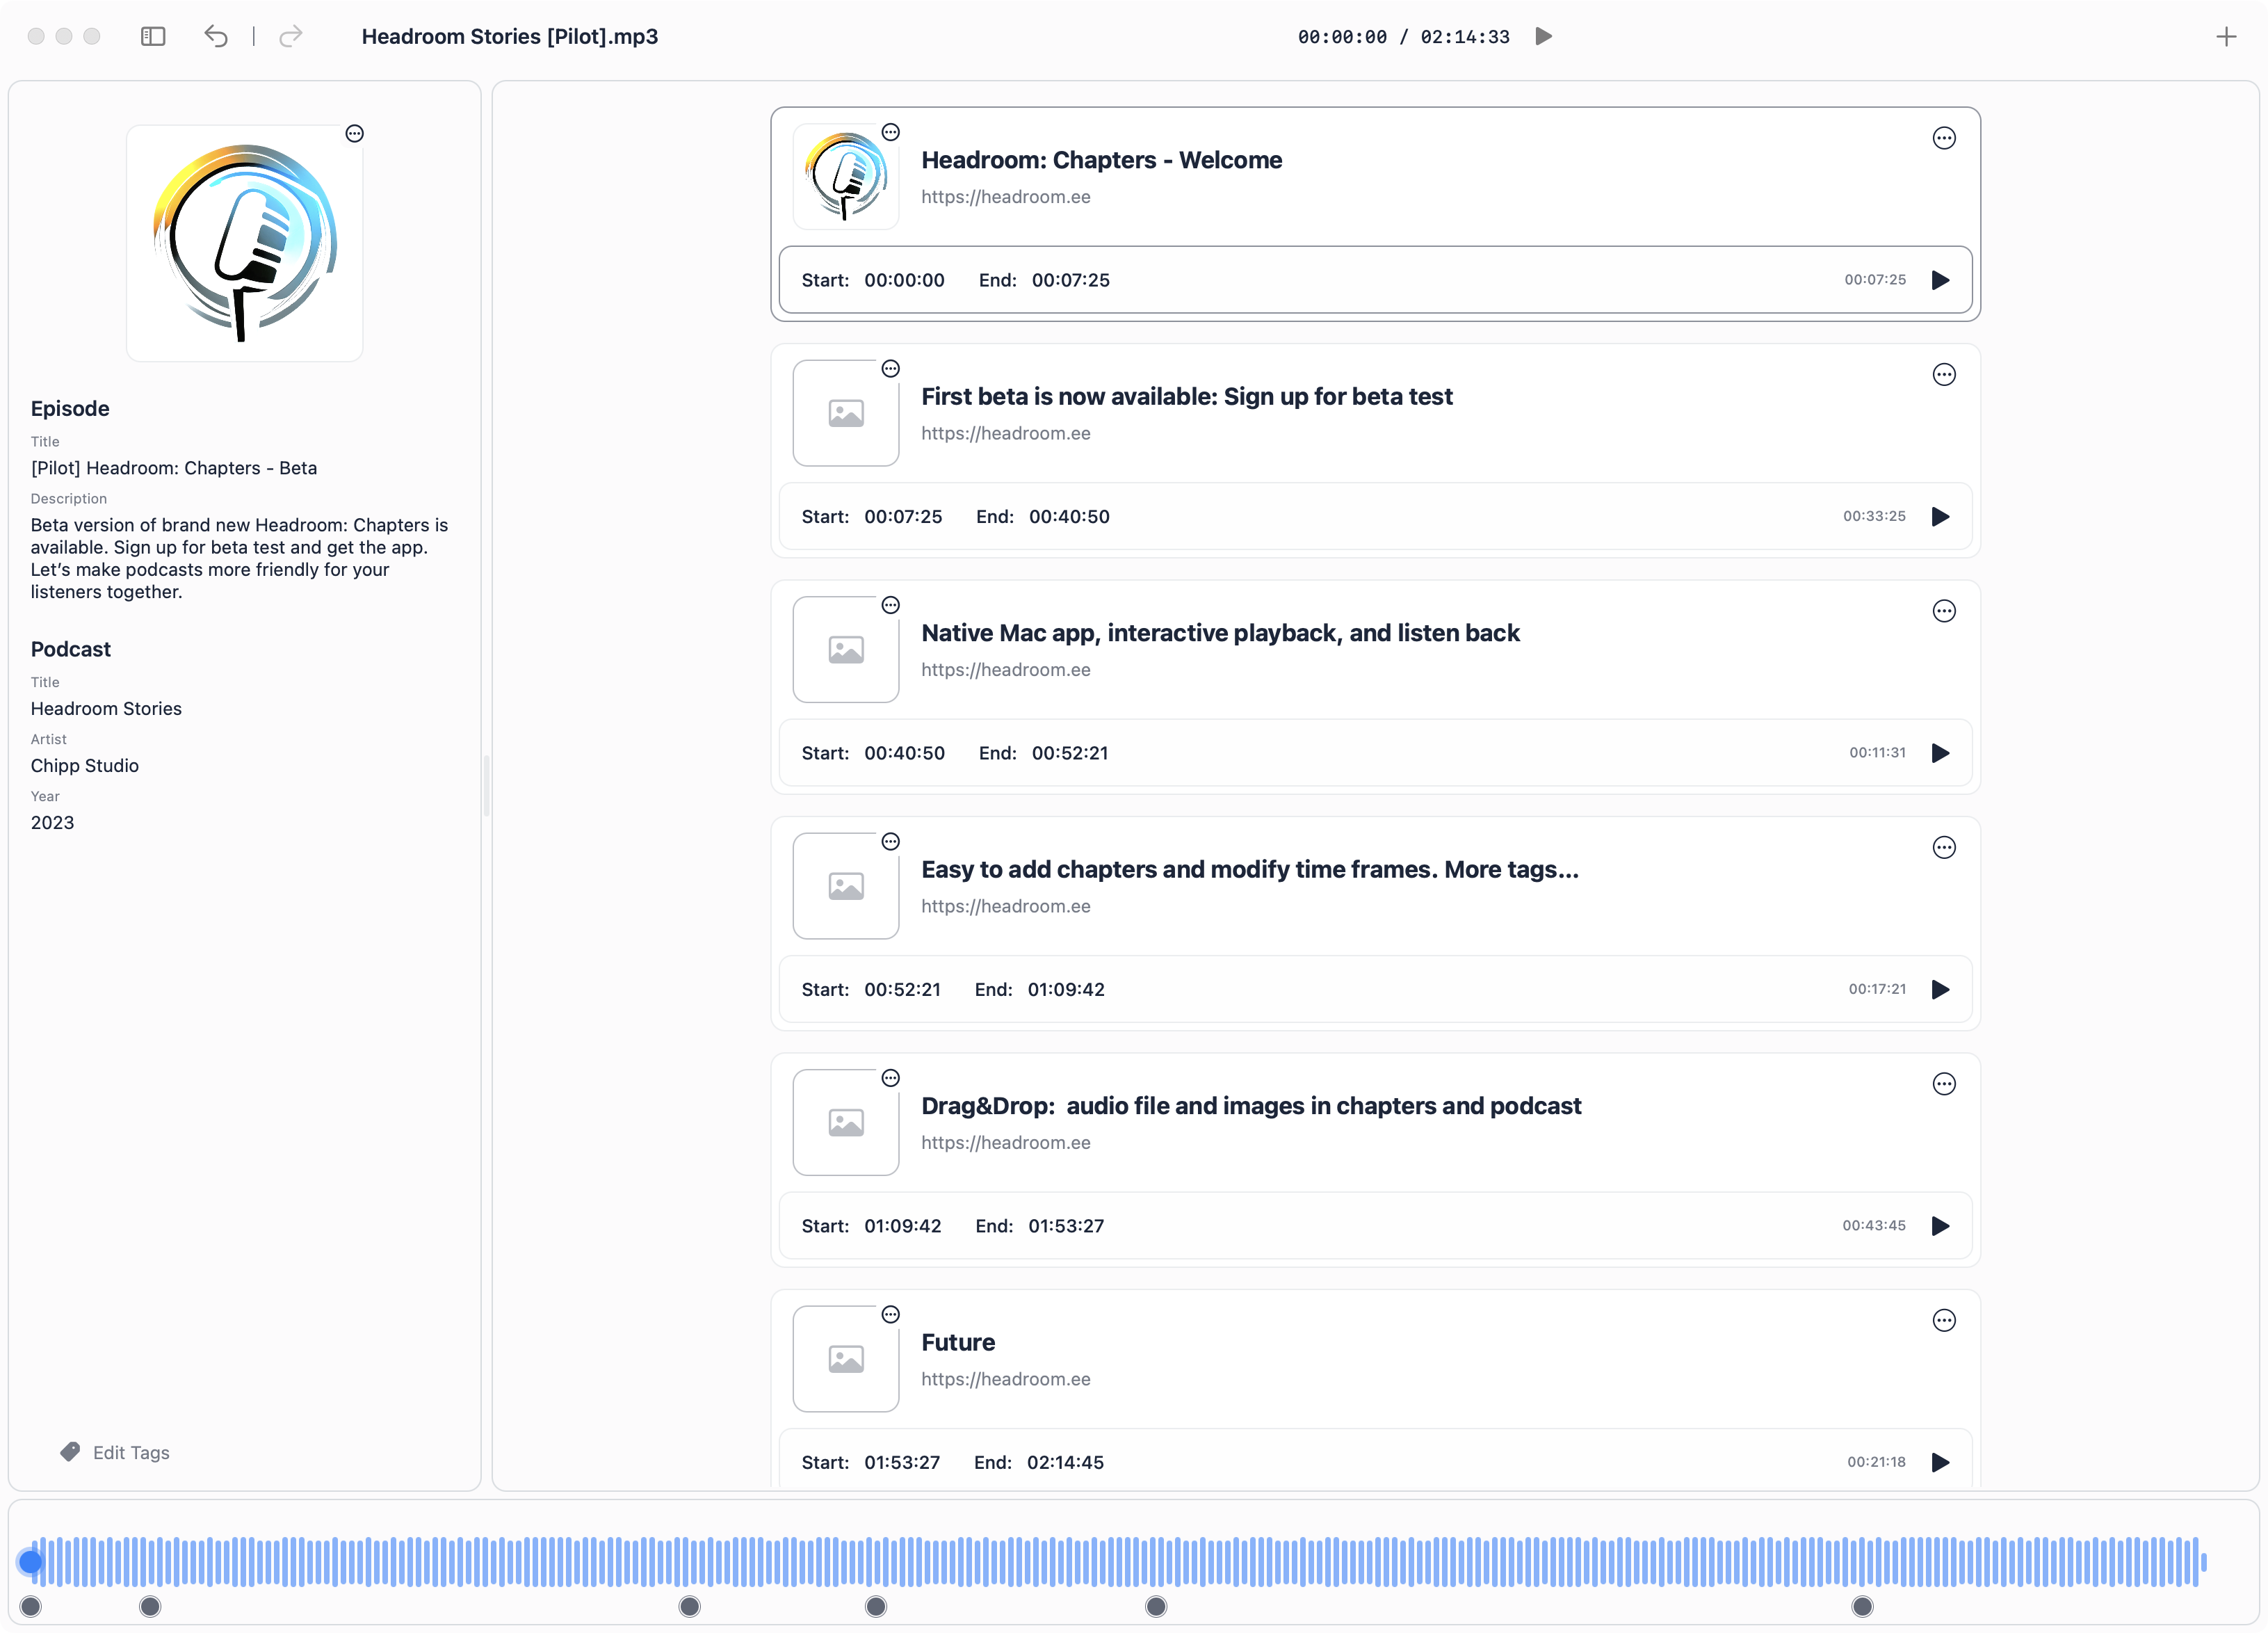 Headroom Stories [Pilot].mp3
00:00:00 / 02:14:33
Episode
Title
[Pilot] Headroom: Chapters - Beta
Description
Beta version of brand new Headroom: Chapters is
available. Sign up for beta test and get the app.
Let’s make podcasts more friendly for your
listeners together.
Podcast
Title
Headroom Stories
Artist
Chipp Studio
Year
2023
Edit Tags
Headroom: Chapters - Welcome
https://headroom.ee
Start: 00:00:00 End: 00:07:25 00:07:25
First beta is now available: Sign up for beta test
https://headroom.ee
Start: 00:07:25 End: 00:40:50 00:33:25
Native Mac app, interactive playback, and listen back
https://headroom.ee
Start: 00:40:50 End: 00:52:21 00:11:31
Easy to add chapters and modify time frames. More tags...
https://headroom.ee
Start: 00:52:21 End: 01:09:42 00:17:21
Drag&Drop:  audio file and images in chapters and podcast
https://headroom.ee
Start: 01:09:42 End: 01:53:27 00:43:45
Future
https://headroom.ee
Start: 01:53:27 End: 02:14:45 00:21:18